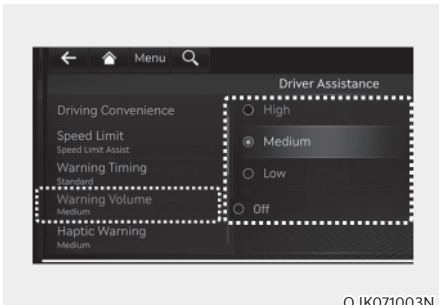 Menu
Driver Assistance
Driving Convenience
Speed Limit
Speed Limit Assist
Warning Timing
Standard
Warning Volume
Medium
Haptic Warning
Medium
High
Medium
Low
Off
OJK071003N